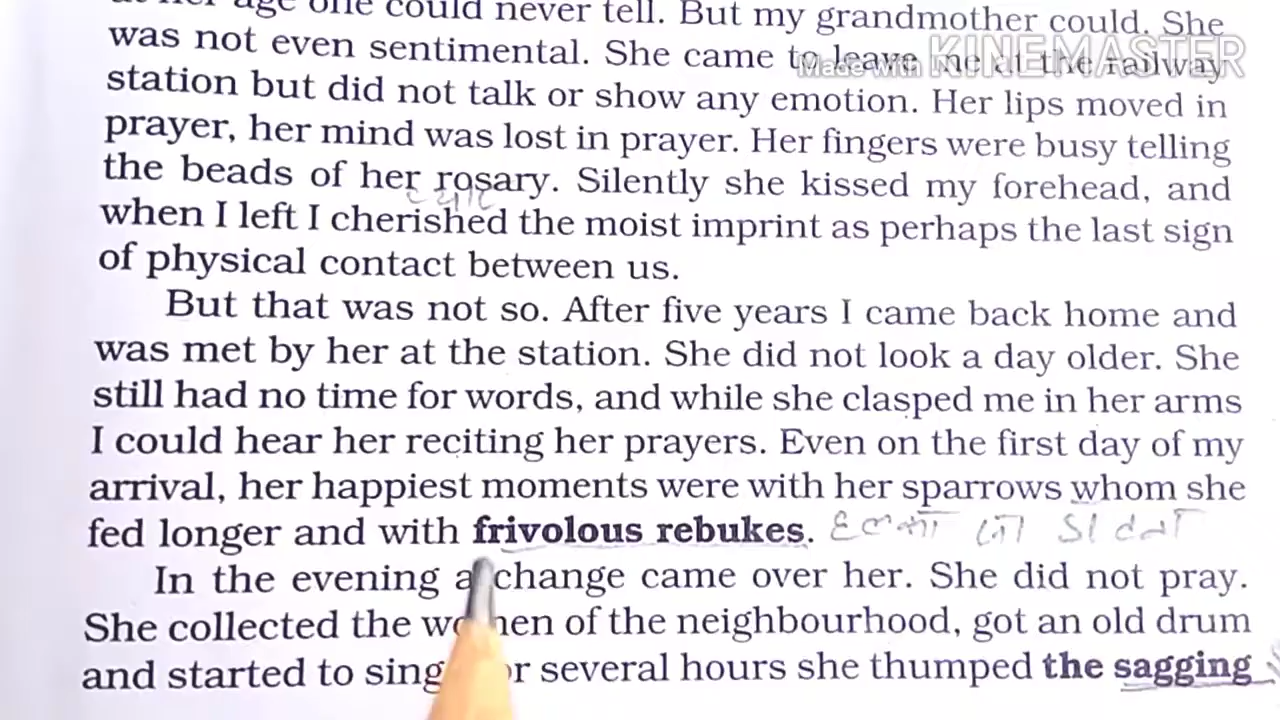 at her age one could never tell. But my grandmother could. She
was not even sentimental. She came to leave me at the railway
Made with KINEMASTER
station but did not talk or show any emotion. Her lips moved in
prayer, her mind was lost in prayer. Her fingers were busy telling
the beads of her rosary. Silently she kissed my forehead, and
when I left I cherished the moist imprint as perhaps the last sign
of physical contact between us.
But that was not so. After five years I came back home and
was met by her at the station. She did not look a day older. She
still had no time for words, and while she clasped me in her arms
I could hear her reciting her prayers. Even on the first day of my
arrival, her happiest moments were with her sparrows whom she
fed longer and with frivolous rebukes.
In the evening a change came over her. She did not pray.
She collected the women of the neighbourhood, got an old drum
and started to sing. For several hours she thumped the sagging